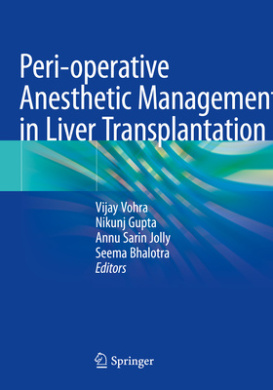 Peri-operative
Anesthetic Management
in Liver Transplantation
Vijay Vohra
Nikunj Gupta
Annu Sarin Jolly
Seema Bhalotra
Editors
Springer